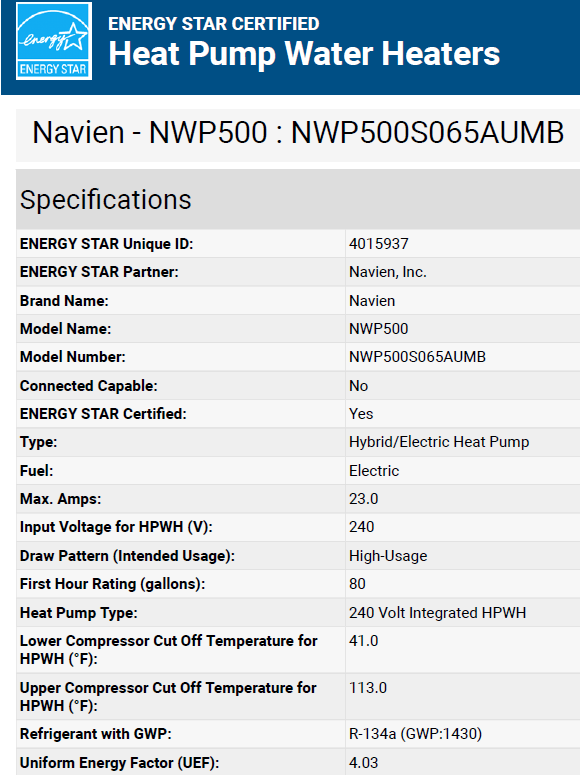 energy
ENERGY STAR
ENERGY STAR CERTIFIED
Heat Pump Water Heaters
Navien - NWP500 : NWP500S065AUMB
Specifications
ENERGY STAR Unique ID: 4015937
ENERGY STAR Partner: Navien, Inc.
Brand Name: Navien
Model Name: NWP500
Model Number: NWP500S065AUMB
Connected Capable: No
ENERGY STAR Certified: Yes
Type: Hybrid/Electric Heat Pump
Fuel: Electric
Max. Amps: 23.0
Input Voltage for HPWH (V): 240
Draw Pattern (Intended Usage): High-Usage
First Hour Rating (gallons): 80
Heat Pump Type: 240 Volt Integrated HPWH
Lower Compressor Cut Off Temperature for 41.0
HPWH (°F):
Upper Compressor Cut Off Temperature for 113.0
HPWH (°F):
Refrigerant with GWP: R-134a (GWP:1430)
Uniform Energy Factor (UEF): 4.03